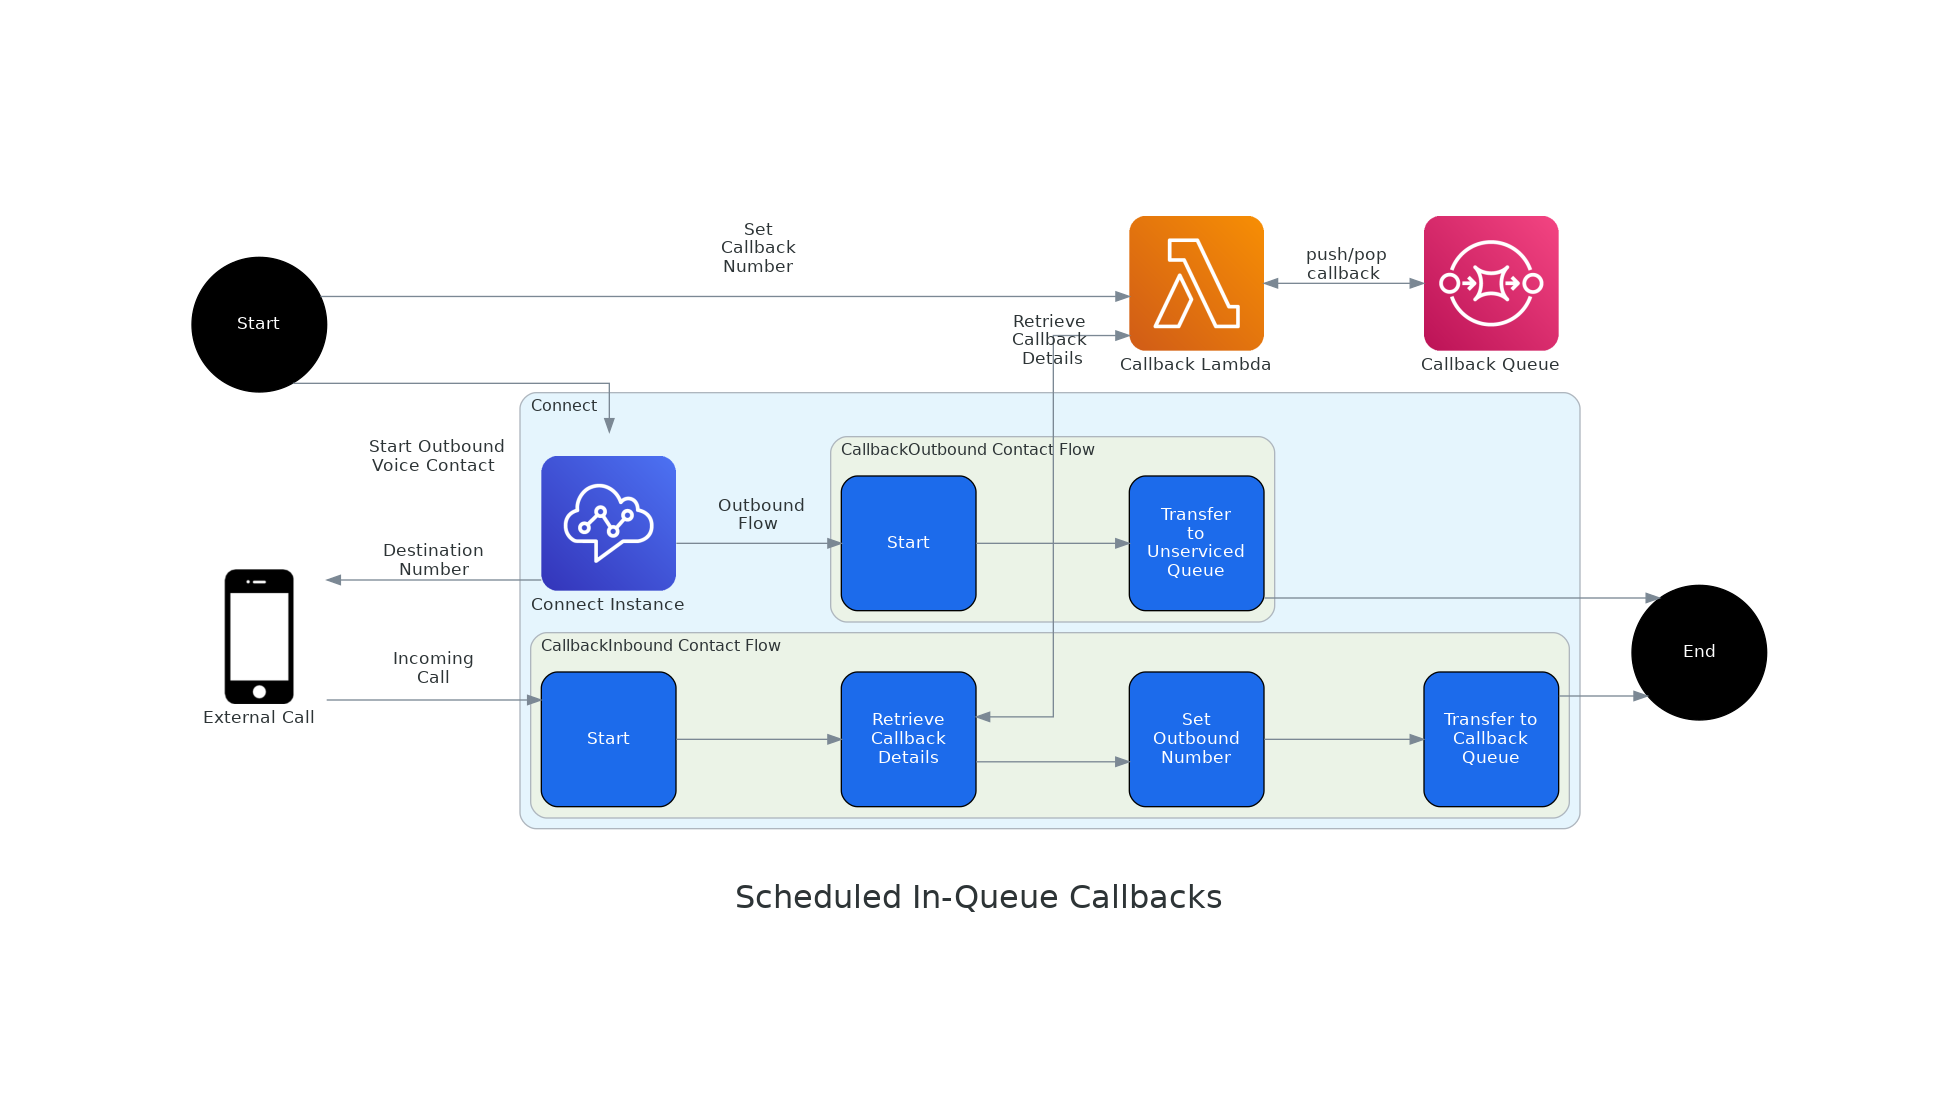 Set
Callback
Number
push/pop
callback
Start
Retrieve
Callback
Details
Callback Lambda
Callback Queue
Connect
Start Outbound
Voice Contact
CallbackOutbound Contact Flow
Outbound
Flow
Start
Transfer
to
Unserviced
Queue
Destination
Number
Connect Instance
CallbackInbound Contact Flow
End
Incoming
Call
External Call
Start
Retrieve
Callback
Details
Set
Outbound
Number
Transfer to
Callback
Queue
Scheduled In-Queue Callbacks